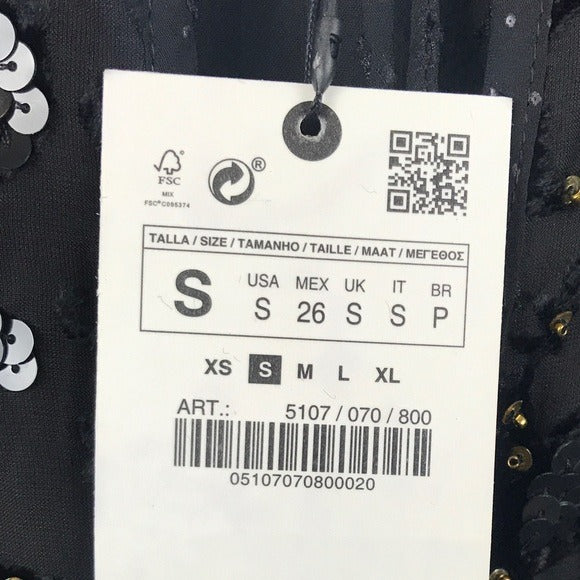 FSC
MIX
FSC® C085374
®
TALLA / SIZE / TAMANHO / TAILLE / MAAT / ΜΕΓΕΘΟΣ
S
USA MEX UK IT BR
S 26 S S P
XS S M L XL
ART.: 5107 / 070 / 800
05107070800020